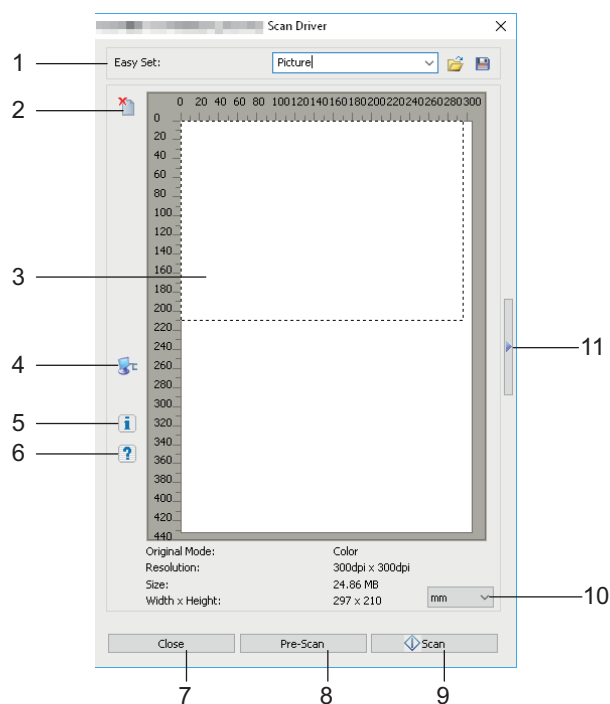 Scan Driver
1 Easy Set: Picture
2
0 20 40 60 80 100 120 140 160 180 200 220 240 260 280 300
0
20
40
60
80
100
120
140
3 160
180
200
220
240
4 260
280
300
5 i 320
340
6 ? 360
380
400
420
440
11
Original Mode: Color
Resolution: 300dpi x 300dpi
Size: 24.86 MB
Width x Height: 297 x 210 mm 10
Close Pre-Scan Scan
7 8 9